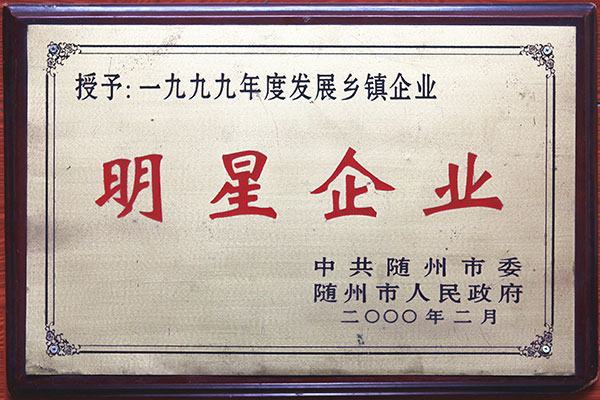 授予:一九九九年度发展乡镇企业
明星企业
中共随州市委
随州市人民政府
二〇〇〇年二月